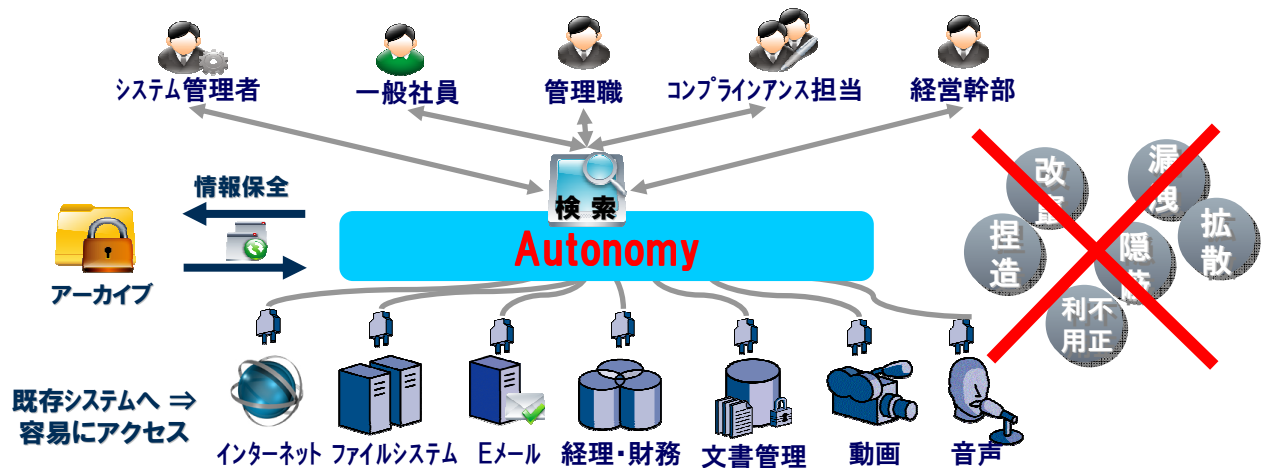 システム管理者
一般社員
管理職
コンプラインアンス担当
経営幹部
情報保全
検索
Autonomy
アーカイブ
改竄
漏洩
捏造
隠蔽
拡散
不正
利用
既存システムへ ⇒
容易にアクセス
インターネット
ファイルシステム
Eメール
経理・財務
文書管理
動画
音声